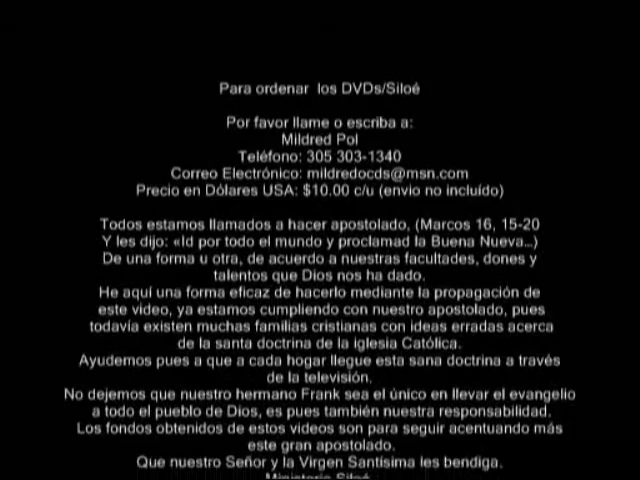 Para ordenar los DVDs/Siloé
Por favor llame o escriba a:
Mildred Pol
Teléfono: 305 303-1340
Correo Electrónico: mildredocds@msn.com
Precio en Dólares USA: $10.00 c/u (envio no incluído)
Todos estamos llamados a hacer apostolado, (Marcos 16, 15-20
Y les dijo: «Id por todo el mundo y proclamad la Buena Nueva...)
De una forma u otra, de acuerdo a nuestras facultades, dones y
talentos que Dios nos ha dado.
He aquí una forma eficaz de hacerlo mediante la propagación de
este video, ya estamos cumpliendo con nuestro apostolado, pues
todavía existen muchas familias cristianas con ideas erradas acerca
de la santa doctrina de la iglesia Católica.
Ayudemos pues a que a cada hogar llegue esta sana doctrina a través
de la televisión.
No dejemos que nuestro hermano Frank sea el único en llevar el evangelio
a todo el pueblo de Dios, es pues también nuestra responsabilidad.
Los fondos obtenidos de estos videos son para seguir acentuando más
este gran apostolado.
Que nuestro Señor y la Virgen Santísima les bendiga.
Ministerio Siloé